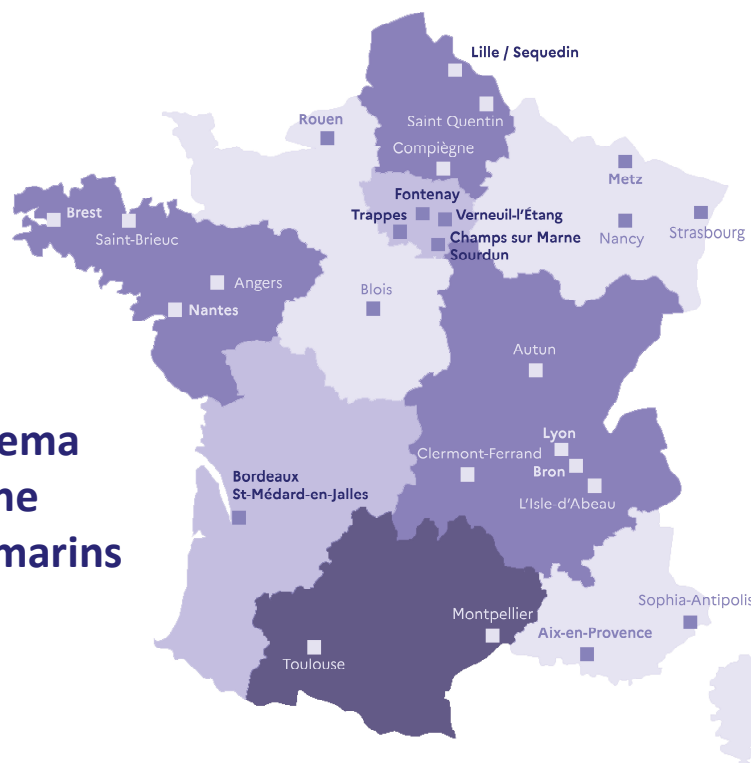 Lille / Sequedin
Saint Quentin
Rouen
Compiègne
Metz
Fontenay
Brest
Trappes
Verneuil-l'Étang
Saint-Brieuc
Nancy
Strasbourg
Champs sur Marne
Sourdun
Angers
Blois
Nantes
Autun
ema
ne
marins
Lyon
Clermont-Ferrand
Bron
Bordeaux
St-Médard-en-Jalles
L'Isle-d'Abeau
Sophia-Antipolis
Montpellier
Aix-en-Provence
Toulouse